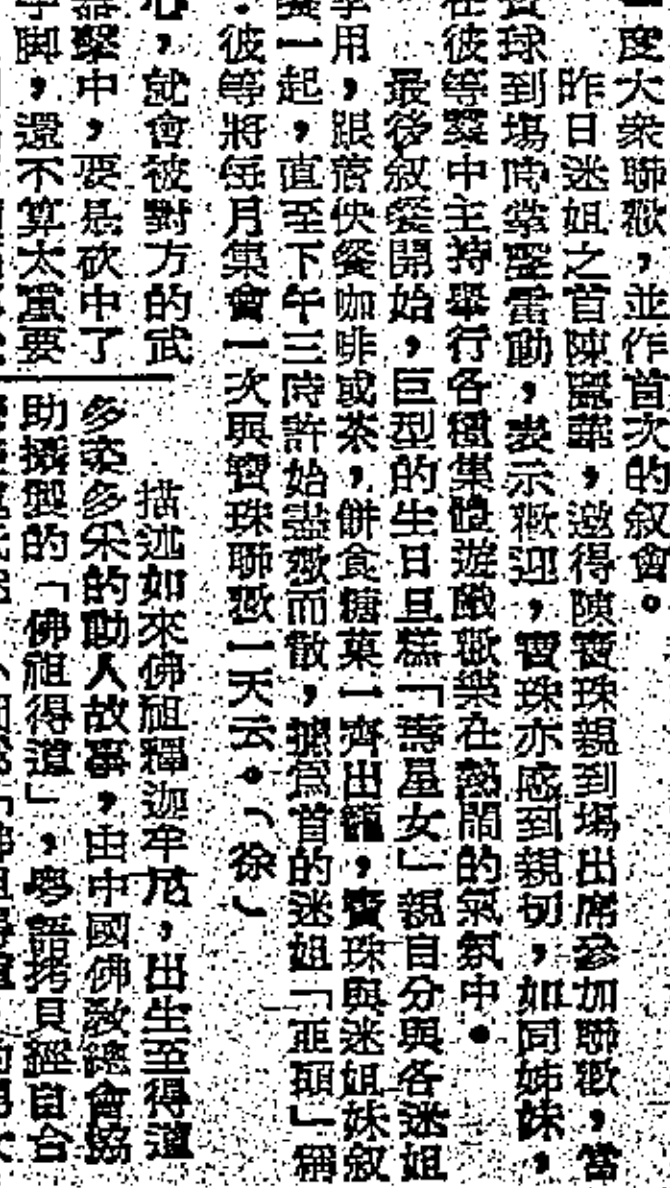 度大衆聯歡，並作首次的叙會。
昨日迷姐之首陳麗華，邀得陳寶珠親到塲出席參加聯歡，當
寶球到塲時掌聲雷動，表示歡迎，寶珠亦感到親切，如同姊妹，
在彼等羣中主持舉行各種集體遊戲歡樂在熱鬧的氣氛中。
最後叙餐開始，巨型的生日旦糕「壽星女」親自分與各迷姐
享用，跟着快餐咖啡或茶，餅食糖菓一齊出籠，寶珠與迷姐妹叙
一起，直至下午三時許始盡歡而散，據爲首的迷姐「亞頭」稱
。彼等將每月集會一次與寶珠聯歡一天云。（徐）
心，就會被對方的武
擊中，要是砍中了
手脚，還不算太重要
描述如來佛祖釋迦牟尼，出生至得道
多姿多采的動人故事，由中國佛敎德會協
助攝製的「佛祖得道」，粤語拷貝經自合